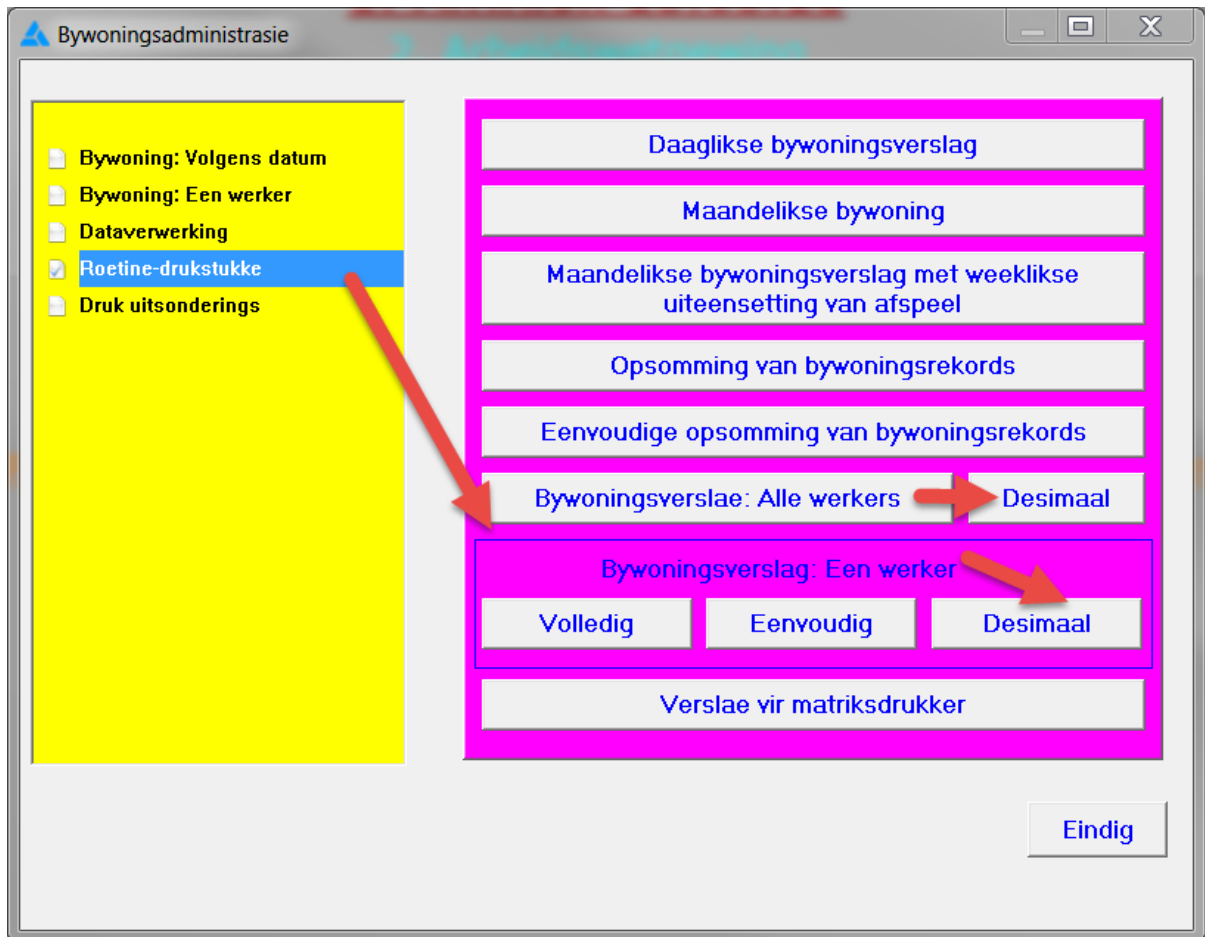 Bywoningsadministrasie
2. Arbeidswetgewing
Bywoning: Volgens datum
Bywoning: Een werker
Dataverwerking
Roetine-drukstukke
Druk uitsonderings
Daaglikse bywoningsverslag
Maandelikse bywoning
Maandelikse bywoningsverslag met weeklikse
uiteensetting van afspeel
Opsomming van bywoningsrekords
Eenvoudige opsomming van bywoningsrekords
Bywoningsverslae: Alle werkers
Desimaal
Bywoningsverslag: Een werker
Volledig
Eenvoudig
Desimaal
Verslae vir matriksdrukker
Eindig